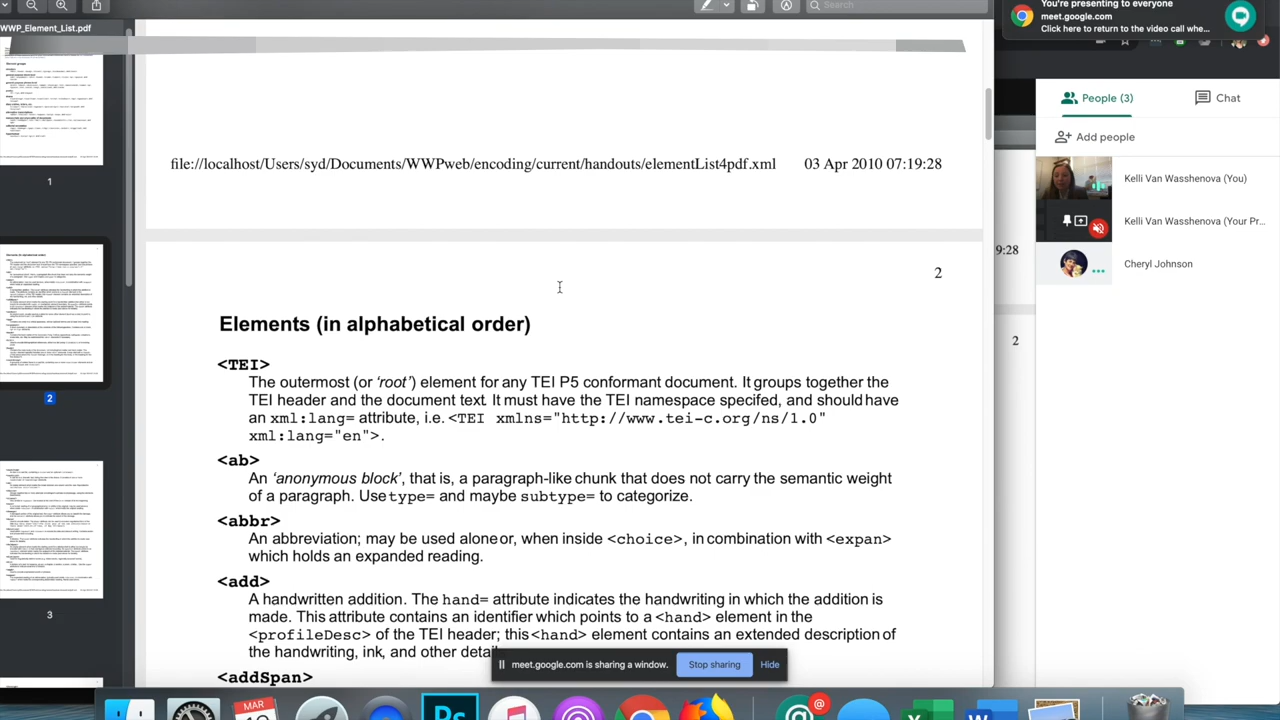 WWP_Element_List.pdf
Search
You're presenting to everyone
meet.google.com
Click here to return to the video call whe...
People (3)
Chat
Add people
Kelli Van Wasshenova (You)
Kelli Van Wasshenova (Your Pr...
Cheryl Johnson
1
2
3
file://localhost/Users/syd/Documents/WWPweb/encoding/current/handouts/elementList4pdf.xml 03 Apr 2010 07:19:28
9:28
2
2
Elements (in alphabetical order)
<TEI>
The outermost (or 'root') element for any TEI P5 conformant document. It groups together the
TEI header and the document text. It must have the TEI namespace specifed, and should have
an xml:lang= attribute, i.e. <TEI xmlns="http://www.tei-c.org/ns/1.0"
xml:lang="en">.
<ab>
An 'anonymous block', that is a paragraph-like chunk that does not have the semantic weight
of a paragraph. Use type= and maybe subtype= to categorize.
<abbr>
An abbreviation; may be used alone or, when inside <choice>, in combination with <expan>
which holds an expanded reading.
<add>
A handwritten addition. The hand= attribute indicates the handwriting in which the addition is
made. This attribute contains an identifier which points to a <hand> element in the
<profileDesc> of the TEI header; this <hand> element contains an extended description of
the handwriting, ink, and other detail
<addSpan>
meet.google.com is sharing a window.
Stop sharing
Hide
MAR
Ps
@
X
W